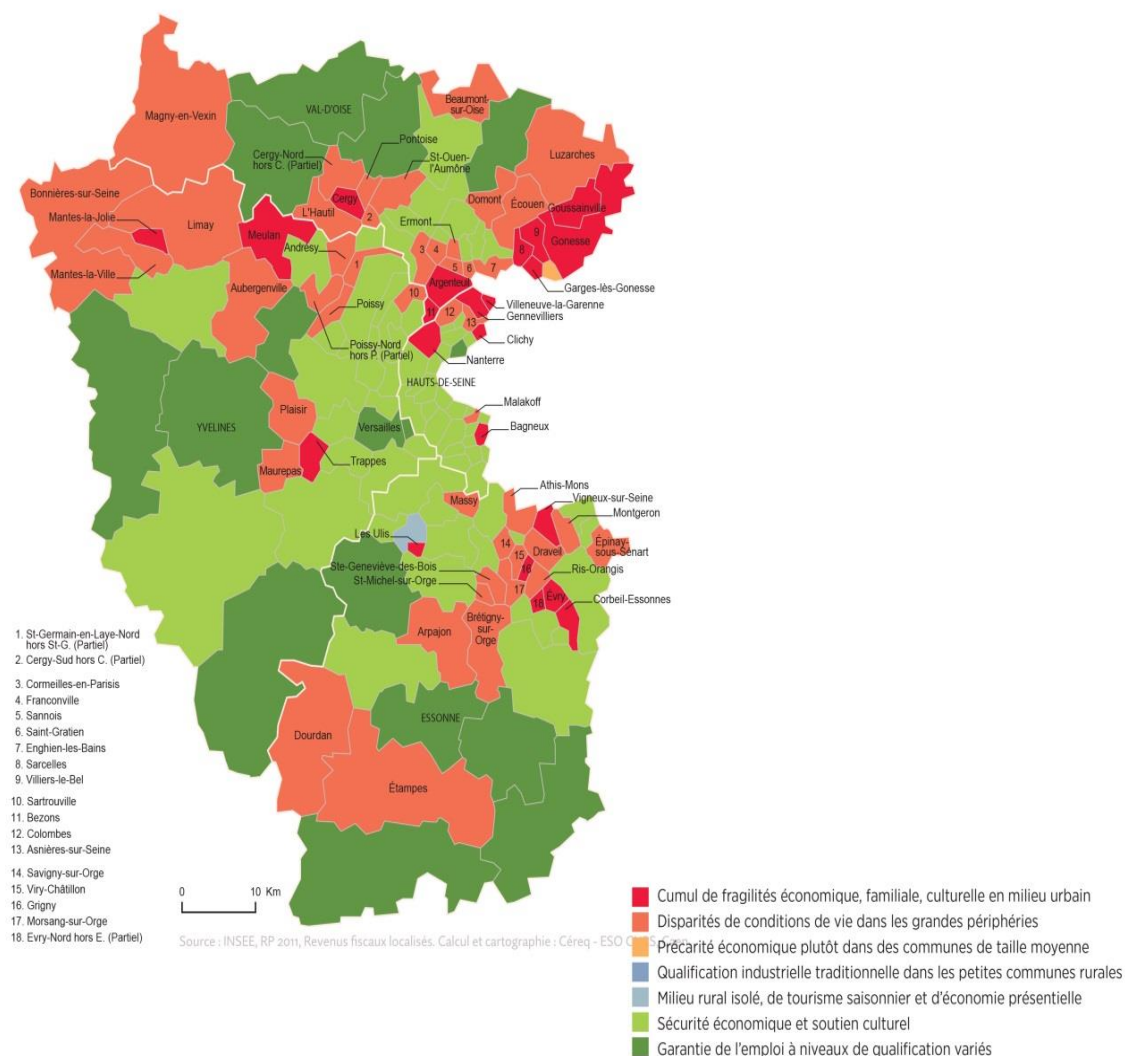 Beaumont-
sur-Oise
Magny-en-Vexin
VAL-D'OISE
Pontoise
Cergy-Nord
hors C. (Partiel)
St-Ouen-
l'Aumône
Luzarches
Bonnières-sur-Seine
Cergy
Domont
Écouen
Goussainville
Mantes-la-Jolie
Limay
L'Hautil
2
Ermont
9
Gonesse
Meulan
Andrésy
3
4
8
1
5
6
7
Mantes-la-Ville
Aubergenville
Argenteuil
Garges-lès-Gonesse
10
Villeneuve-la-Garenne
Poissy
11
12
Gennevilliers
13
Clichy
Poissy-Nord
hors P. (Partiel)
Nanterre
HAUTS-DE-SEINE
Malakoff
Plaisir
YVELINES
Versailles
Bagneux
Trappes
Maurepas
Athis-Mons
Massy
Vigneux-sur-Seine
Montgeron
Les Ulis
14
Draveil
Épinay-
sous-Sénart
15
Ste-Geneviève-des-Bois
16
Ris-Orangis
St-Michel-sur-Orge
17
18
Évry
Corbeil-Essonnes
Arpajon
Brétigny-
sur-
Orge
ESSONNE
Dourdan
Étampes
1. St-Germain-en-Laye-Nord
hors St-G. (Partiel)
2. Cergy-Sud hors C. (Partiel)
3. Cormeilles-en-Parisis
4. Franconville
5. Sannois
6. Saint-Gratien
7. Enghien-les-Bains
8. Sarcelles
9. Villiers-le-Bel
10. Sartrouville
11. Bezons
12. Colombes
13. Asnières-sur-Seine
14. Savigny-sur-Orge
15. Viry-Châtillon
16. Grigny
17. Morsang-sur-Orge
18. Evry-Nord hors E. (Partiel)
0 10 Km
Source : INSEE, RP 2011, Revenus fiscaux localisés. Calcul et cartographie : Céreq - ESO
Cumul de fragilités économique, familiale, culturelle en milieu urbain
Disparités de conditions de vie dans les grandes périphéries
Précarité économique plutôt dans des communes de taille moyenne
Qualification industrielle traditionnelle dans les petites communes rurales
Milieu rural isolé, de tourisme saisonnier et d'économie présentielle
Sécurité économique et soutien culturel
Garantie de l'emploi à niveaux de qualification variés